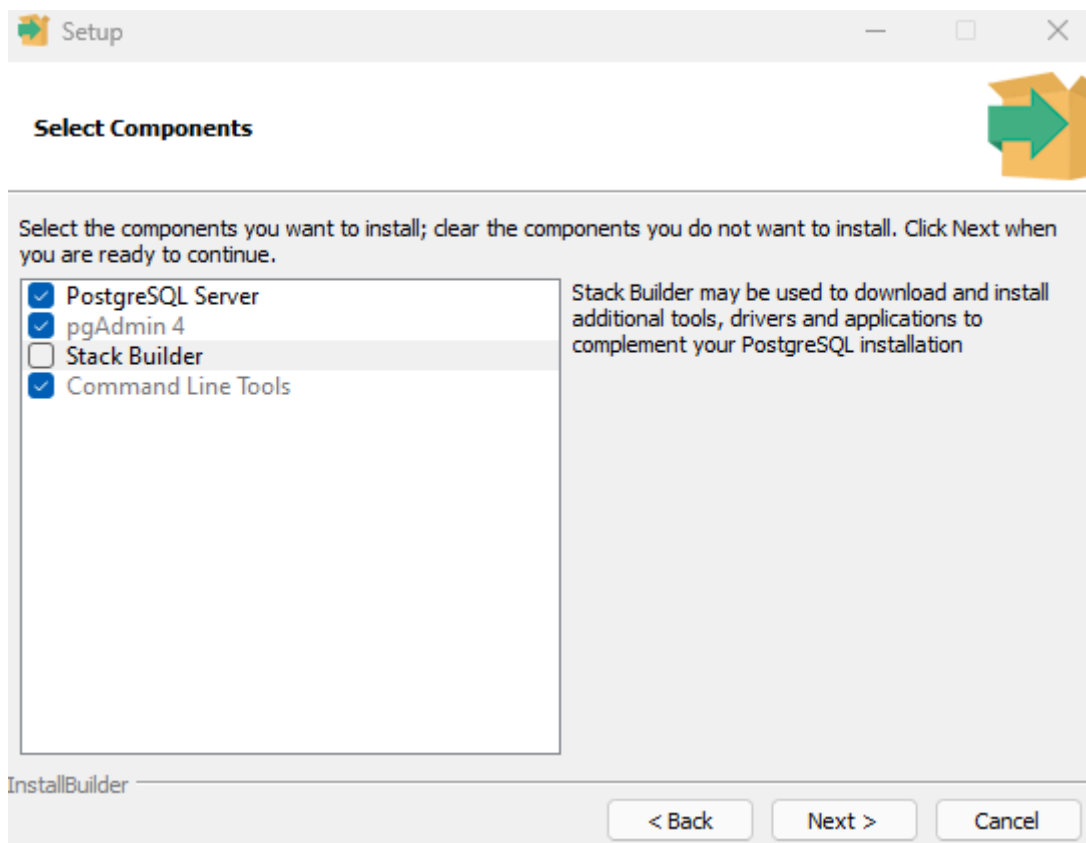 Setup
Select Components
Select the components you want to install; clear the components you do not want to install. Click Next when
you are ready to continue.
PostgreSQL Server
pgAdmin 4
Stack Builder
Command Line Tools
Stack Builder may be used to download and install
additional tools, drivers and applications to
complement your PostgreSQL installation
InstallBuilder
< Back
Next >
Cancel